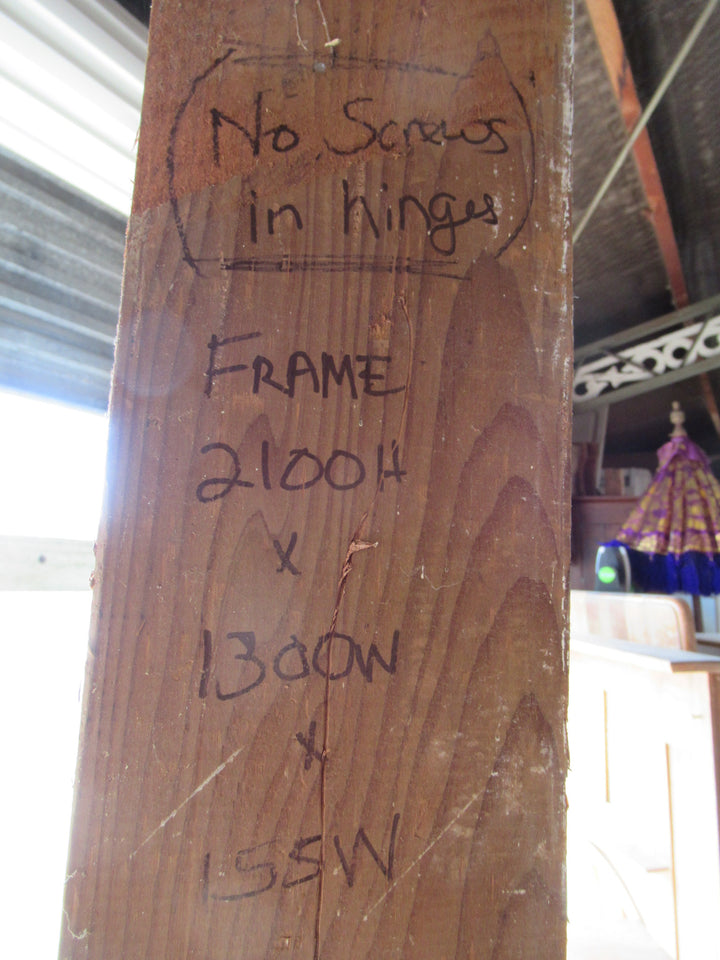 No Screws
in hinges
FRAME
2100H
x
1300W
x
155W